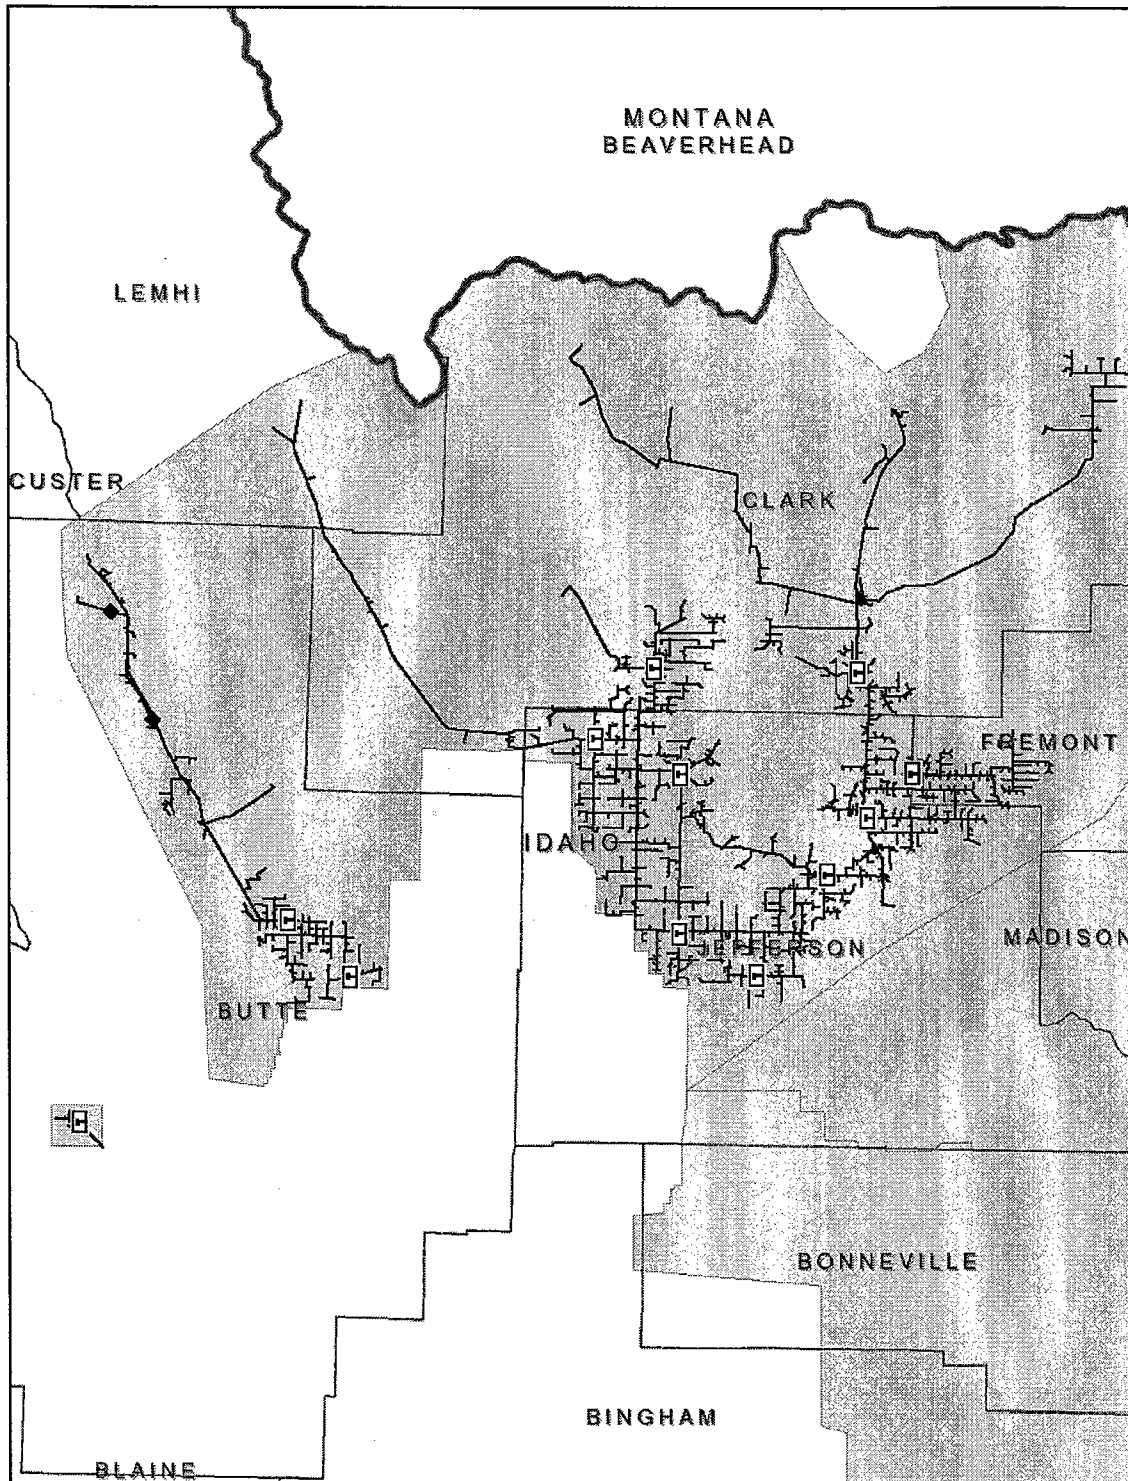 MONTANA
BEAVERHEAD
LEMHI
CUSTER
CLARK
FREMONT
IDAHO
JEFFERSON
MADISON
BUTTE
BONNEVILLE
BINGHAM
BLAINE